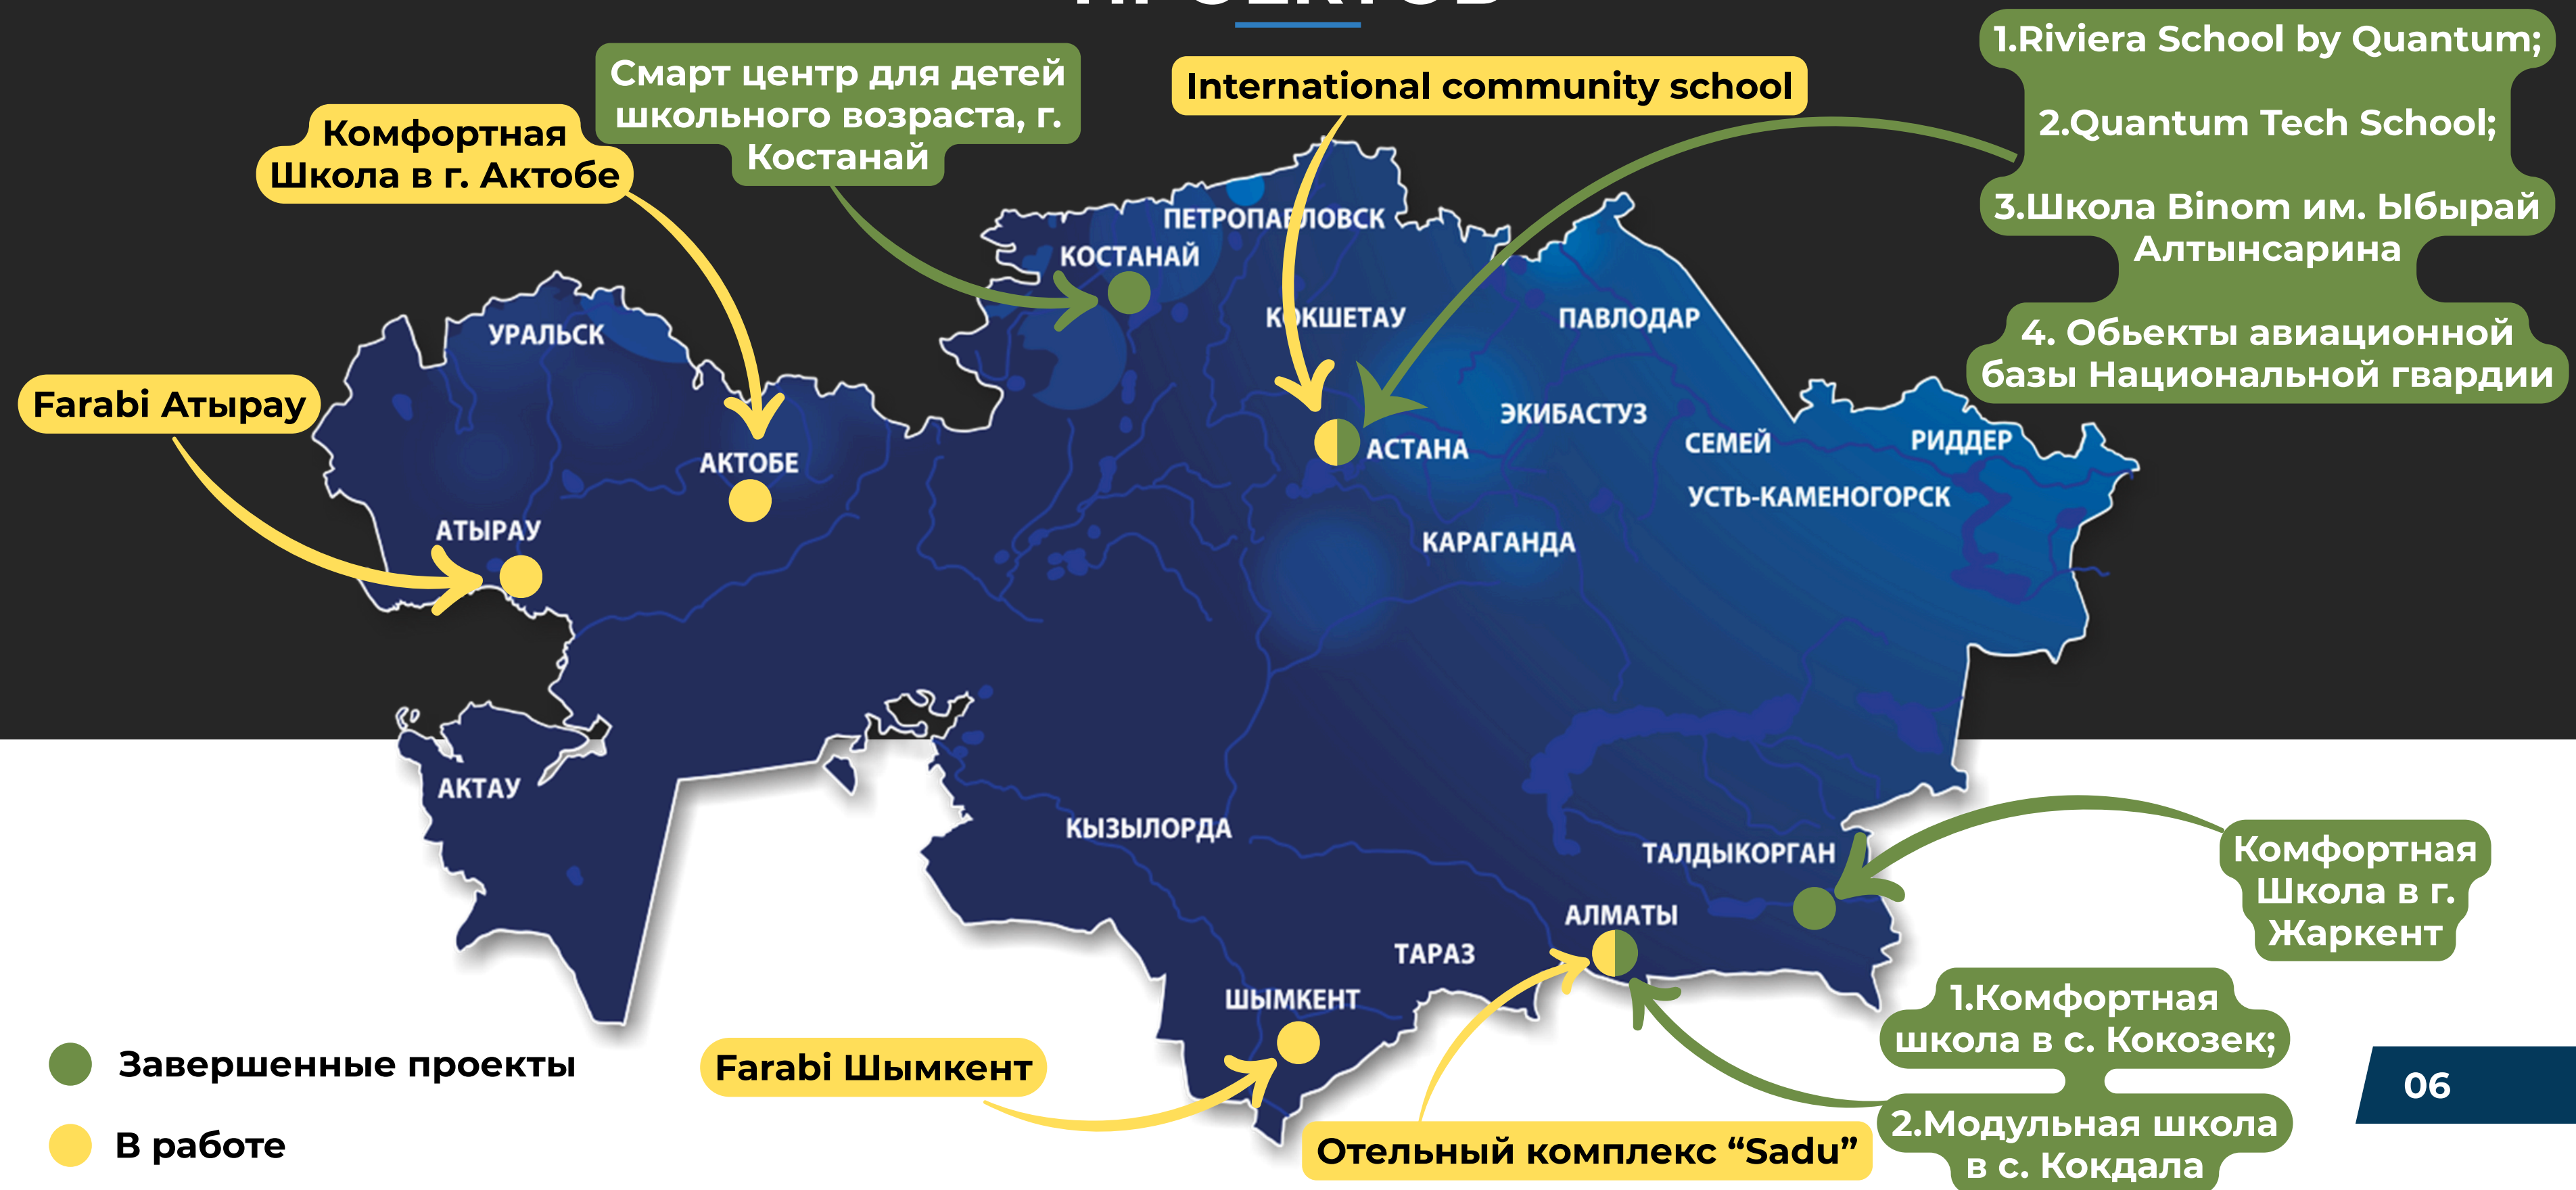 ПРОЕКТОВ
1.Riviera School by Quantum;
2.Quantum Tech School;
3.Школа Binom им. Ыбырай
Алтынсарина
4. Обьекты авиационной
базы Национальной гвардии
International community school
Смарт центр для детей
школьного возраста, г.
Костанай
Комфортная
Школа в г. Актобе
Farabi Атырау
ПЕТРОПАВЛОВСК
КОСТАНАЙ
КОКШЕТАУ
ПАВЛОДАР
УРАЛЬСК
ЭКИБАСТУЗ
АСТАНА
СЕМЕЙ
РИДДЕР
АКТОБЕ
УСТЬ-КАМЕНОГОРСК
АТЫРАУ
КАРАГАНДА
АКТАУ
КЫЗЫЛОРДА
ТАЛДЫКОРГАН
АЛМАТЫ
ТАРАЗ
ШЫМКЕНТ
Комфортная
Школа в г.
Жаркент
1.Комфортная
школа в с. Кокозек;
2.Модульная школа
в с. Кокдала
Farabi Шымкент
Отельный комплекс “Sadu”
Завершенные проекты
В работе
06